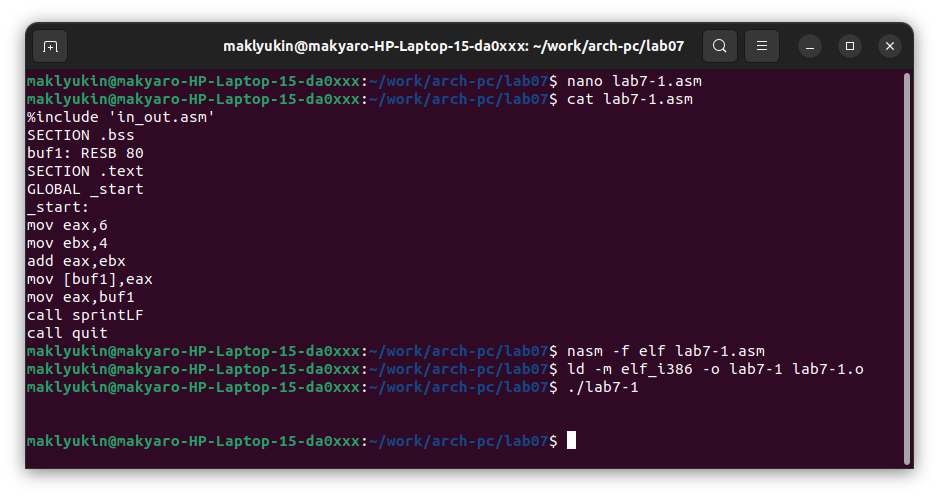 maklyukin@makyaro-HP-Laptop-15-da0xxx: ~/work/arch-pc/lab07
maklyukin@makyaro-HP-Laptop-15-da0xxx:~/work/arch-pc/lab07$ nano lab7-1.asm
maklyukin@makyaro-HP-Laptop-15-da0xxx:~/work/arch-pc/lab07$ cat lab7-1.asm
%include 'in_out.asm'
SECTION .bss
buf1: RESB 80
SECTION .text
GLOBAL _start
_start:
mov eax,6
mov ebx,4
add eax,ebx
mov [buf1],eax
mov eax,buf1
call sprintLF
call quit
maklyukin@makyaro-HP-Laptop-15-da0xxx:~/work/arch-pc/lab07$ nasm -f elf lab7-1.asm
maklyukin@makyaro-HP-Laptop-15-da0xxx:~/work/arch-pc/lab07$ ld -m elf_i386 -o lab7-1 lab7-1.o
maklyukin@makyaro-HP-Laptop-15-da0xxx:~/work/arch-pc/lab07$ ./lab7-1
maklyukin@makyaro-HP-Laptop-15-da0xxx:~/work/arch-pc/lab07$